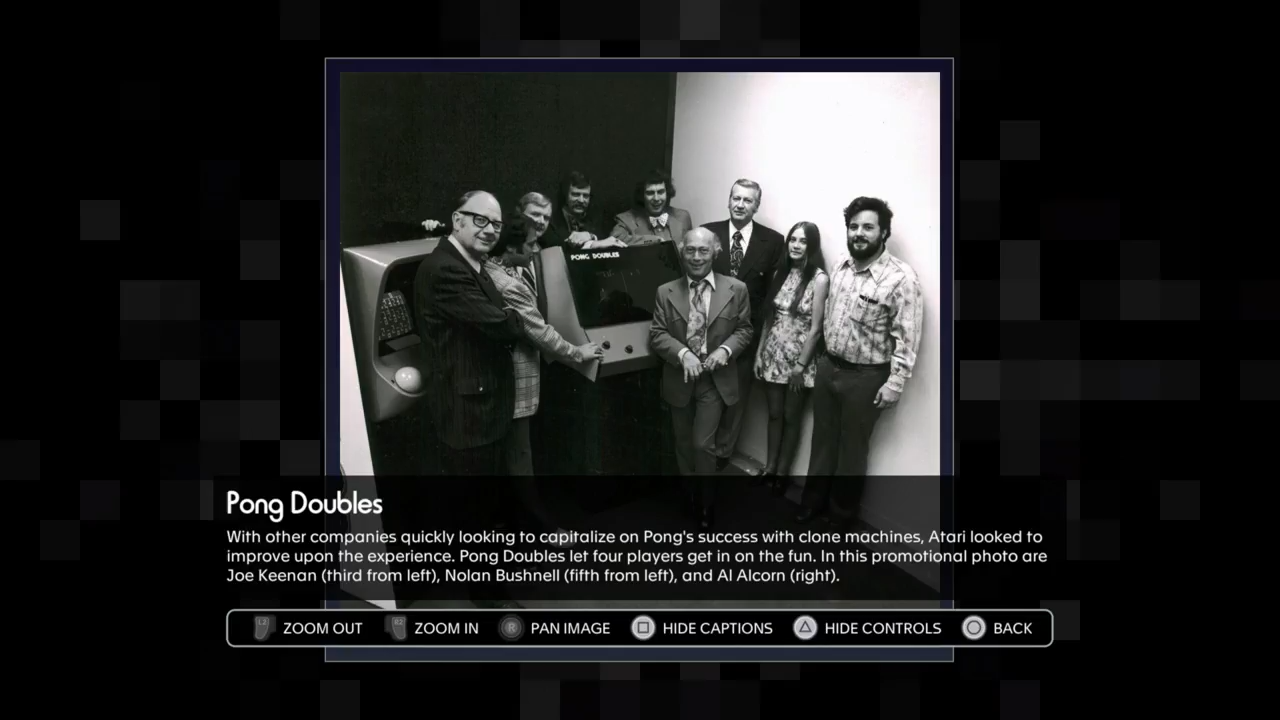 PONG DOUBLES
Pong Doubles
With other companies quickly looking to capitalize on Pong's success with clone machines, Atari looked to
improve upon the experience. Pong Doubles let four players get in on the fun. In this promotional photo are
Joe Keenan (third from left), Nolan Bushnell (fifth from left), and Al Alcorn (right).
L2 ZOOM OUT R2 ZOOM IN R PAN IMAGE HIDE CAPTIONS HIDE CONTROLS BACK